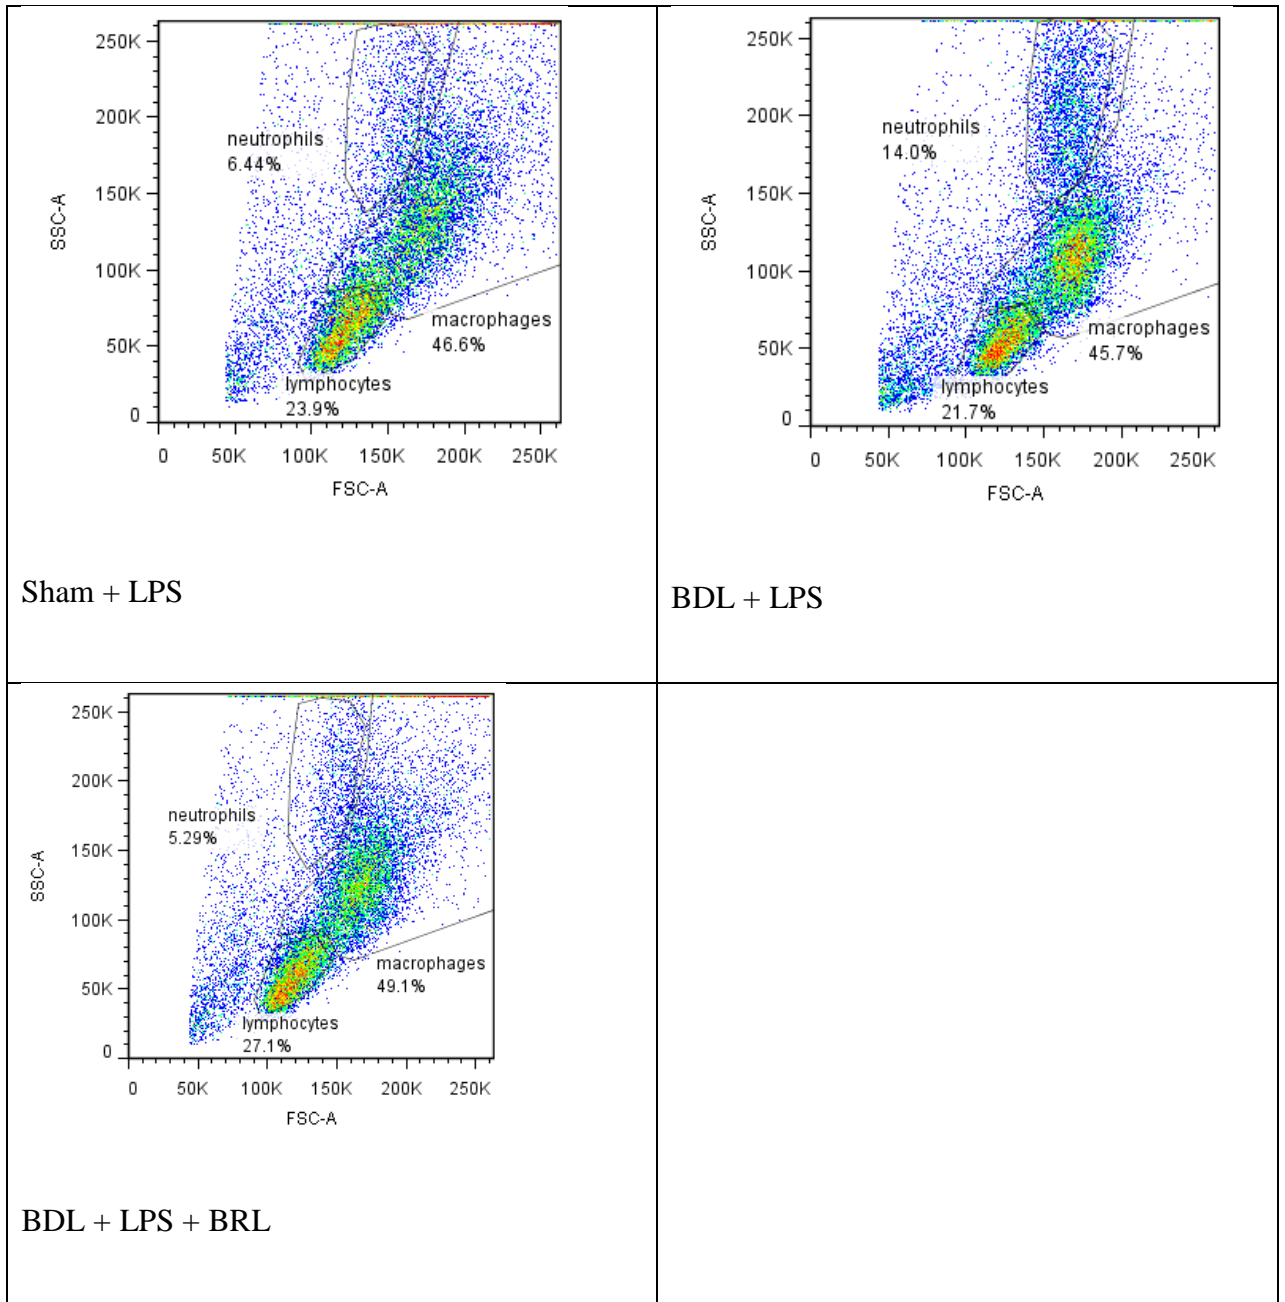 250K
200K
150K
100K
50K
0
SSC-A
neutrophils
6.44%
macrophages
46.6%
lymphocytes
23.9%
0 50K 100K 150K 200K 250K
FSC-A
Sham + LPS
250K
200K
150K
100K
50K
0
SSC-A
neutrophils
14.0%
macrophages
45.7%
lymphocytes
21.7%
0 50K 100K 150K 200K 250K
FSC-A
BDL + LPS
250K
200K
150K
100K
50K
0
SSC-A
neutrophils
5.29%
macrophages
49.1%
lymphocytes
27.1%
0 50K 100K 150K 200K 250K
FSC-A
BDL + LPS + BRL